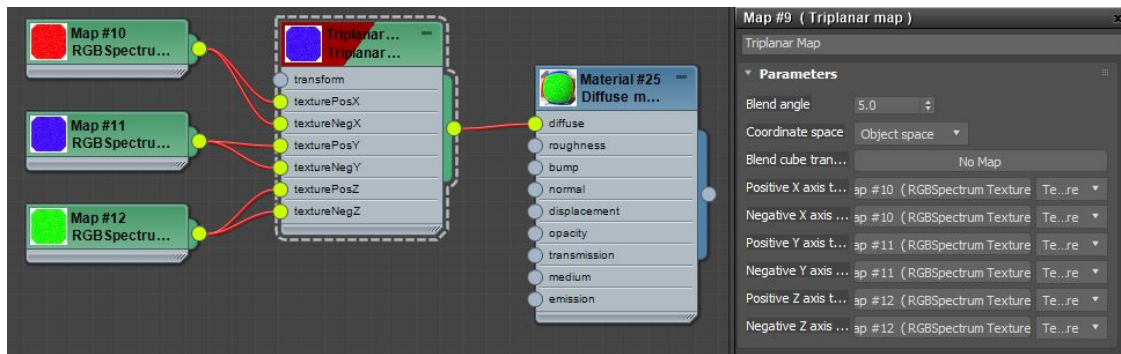 Map #10
RGBSpectru...
Map #11
RGBSpectru...
Map #12
RGBSpectru...
Triplanar...
Triplanar...
transform
texturePosX
textureNegX
texturePosY
textureNegY
texturePosZ
textureNegZ
Material #25
Diffuse m...
diffuse
roughness
bump
normal
displacement
opacity
transmission
medium
emission
Map #9 ( Triplanar map )
x
Triplanar Map
Parameters
Blend angle 5.0
Coordinate space Object space
Blend cube tran... No Map
Positive X axis t... ap #10 (RGBSpectrum Texture Te...re
Negative X axis ... ap #10 (RGBSpectrum Texture Te...re
Positive Y axis t... ap #11 (RGBSpectrum Texture Te...re
Negative Y axis ... ap #11 (RGBSpectrum Texture Te...re
Positive Z axis t... ap #12 (RGBSpectrum Texture Te...re
Negative Z axis ... ap #12 (RGBSpectrum Texture Te...re